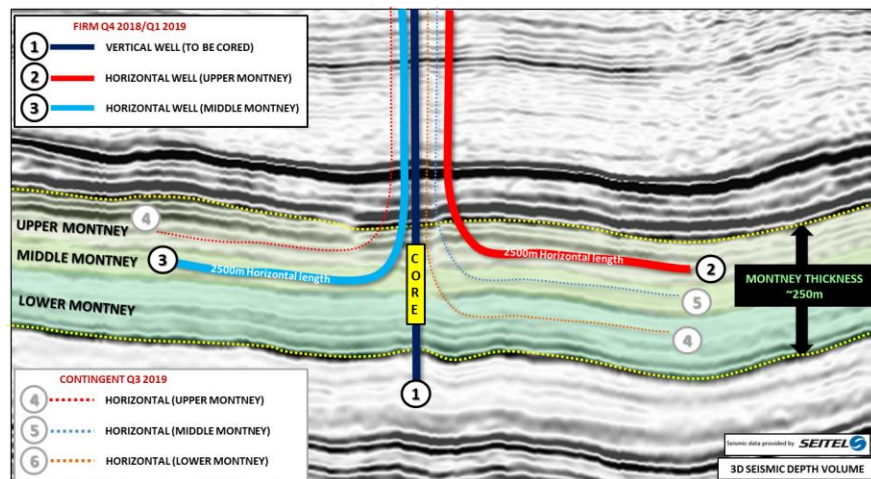 FIRM Q4 2018/Q1 2019
1 VERTICAL WELL (TO BE CORED)
2 HORIZONTAL WELL (UPPER MONTNEY)
3 HORIZONTAL WELL (MIDDLE MONTNEY)
UPPER MONTNEY
4
MIDDLE MONTNEY
3
2500m Horizontal length
LOWER MONTNEY
CORE
2500m Horizontal length
2
5
4
1
MONTNEY THICKNESS
~250m
CONTINGENT Q3 2019
4 HORIZONTAL (UPPER MONTNEY)
5 HORIZONTAL (MIDDLE MONTNEY)
6 HORIZONTAL (LOWER MONTNEY)
Seismic data provided by SEITEL
3D SEISMIC DEPTH VOLUME